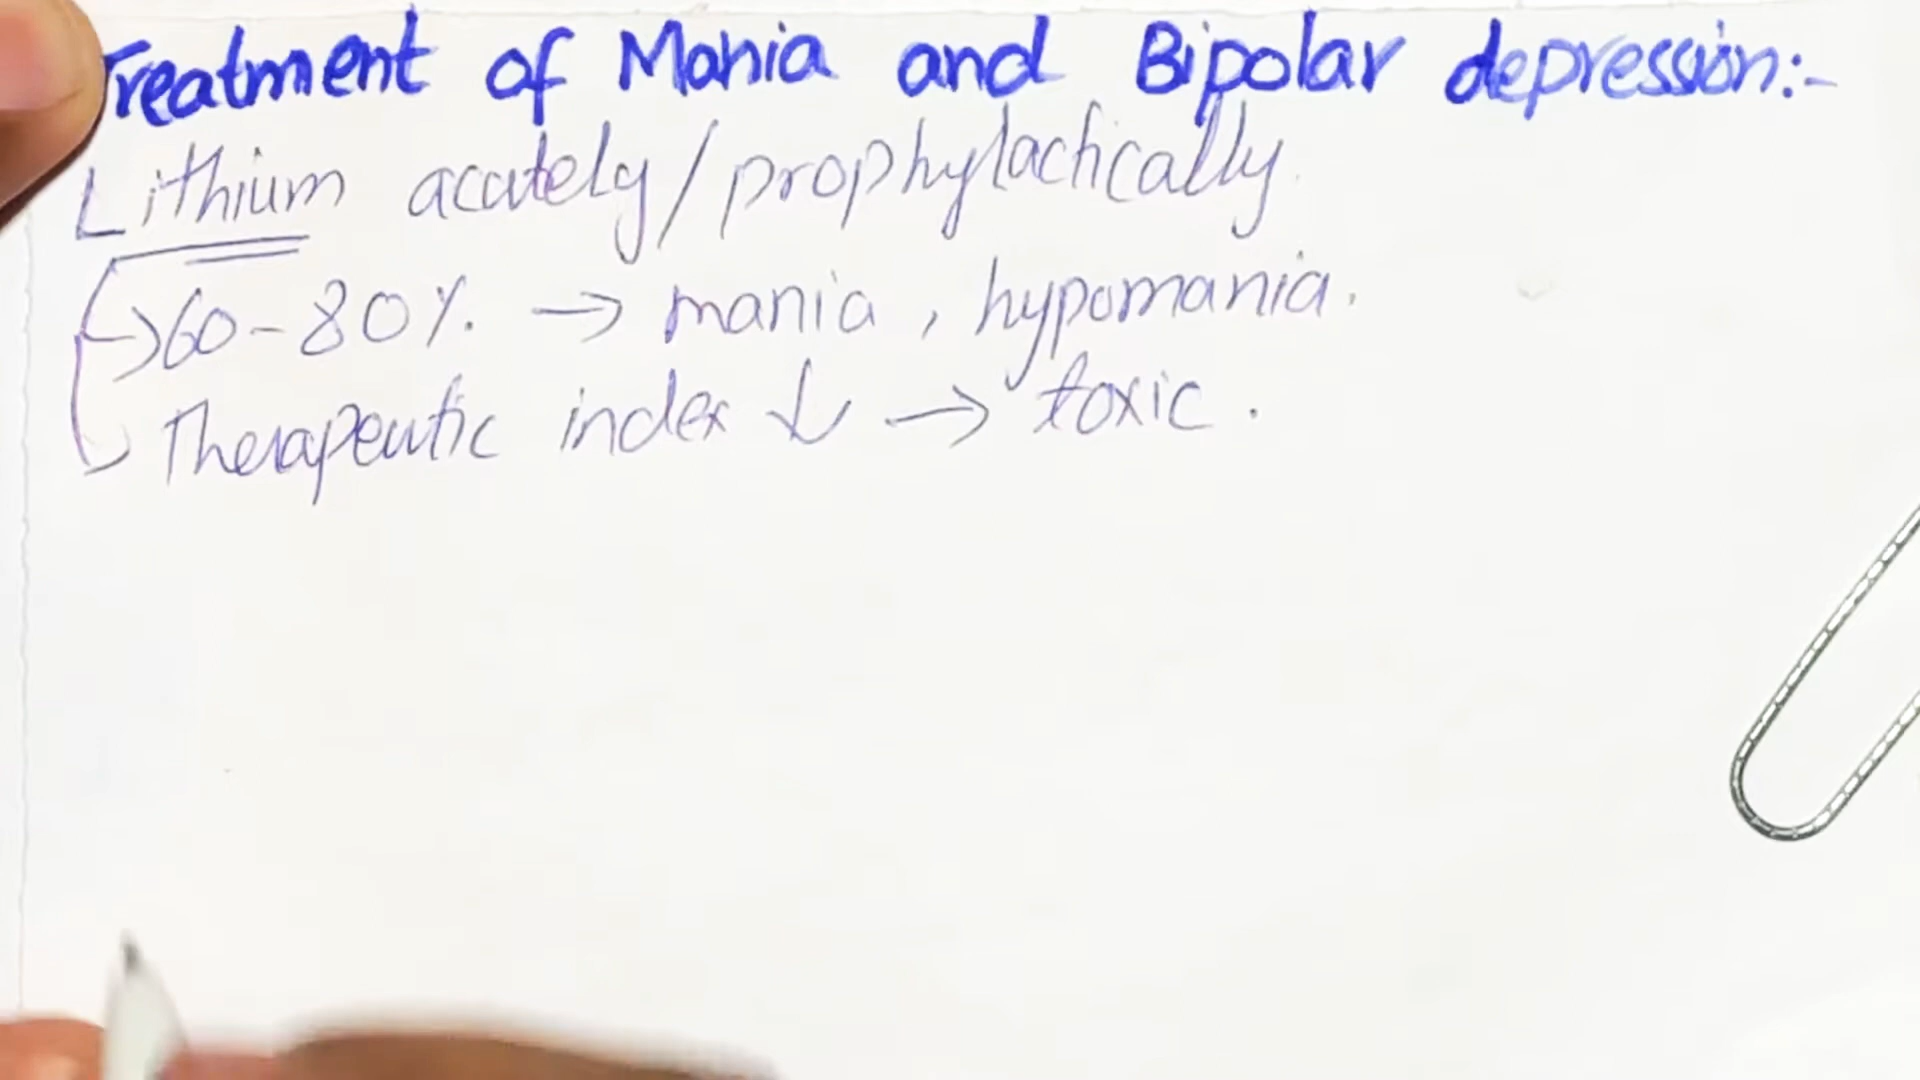 Treatment of Mania and Bipolar depression:-
Lithium acutely/prophylactically.
→60-80%. → mania, hypomania.
Therapeutic index ↓ → toxic.